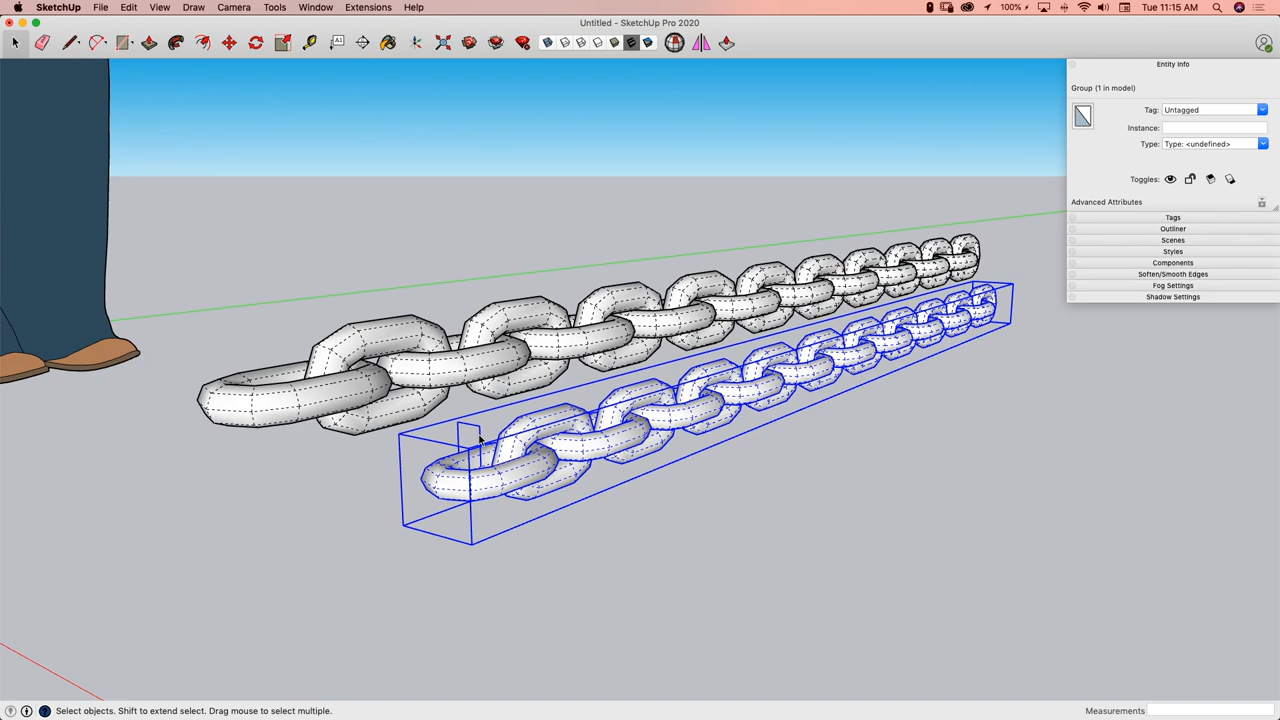 SketchUp File Edit View Draw Camera Tools Window Extensions Help 100% Tue 11:15 AM
Untitled - SketchUp Pro 2020
A1
Entity Info
Group (1 in model)
Tag: Untagged
Instance:
Type: Type: <undefined>
Toggles:
Advanced Attributes
Tags
Outliner
Scenes
Styles
Components
Soften/Smooth Edges
Fog Settings
Shadow Settings
Select objects. Shift to extend select. Drag mouse to select multiple. Measurements